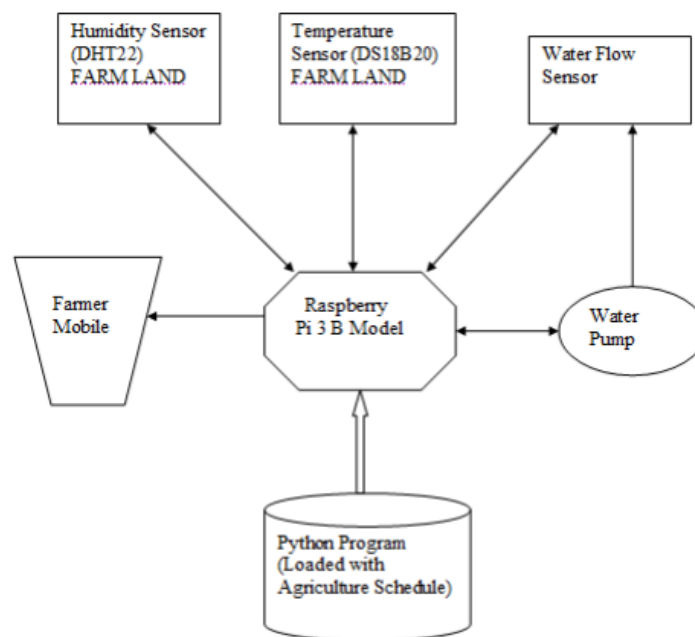 Humidity Sensor
(DHT22)
FARM LAND
Temperature
Sensor (DS18B20)
FARM LAND
Water Flow
Sensor
Farmer
Mobile
Raspberry
Pi 3 B Model
Water
Pump
Python Program
(Loaded with
Agriculture Schedule)